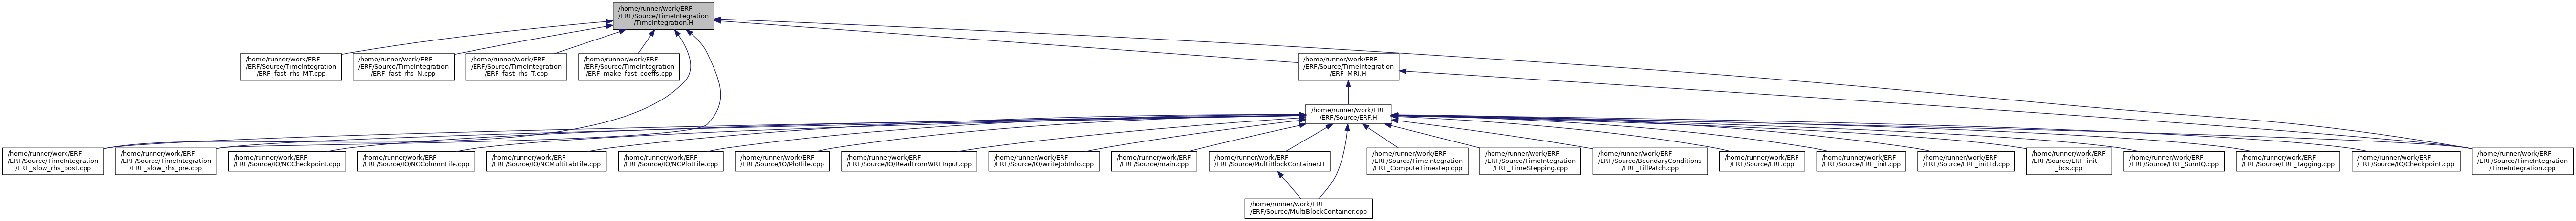 /home/runner/work/ERF
/ERF/Source/TimeIntegration
/TimeIntegration.H
/home/runner/work/ERF
/ERF/Source/TimeIntegration
/ERF_fast_rhs_MT.cpp
/home/runner/work/ERF
/ERF/Source/TimeIntegration
/ERF_fast_rhs_N.cpp
/home/runner/work/ERF
/ERF/Source/TimeIntegration
/ERF_fast_rhs_T.cpp
/home/runner/work/ERF
/ERF/Source/TimeIntegration
/ERF_make_fast_coeffs.cpp
/home/runner/work/ERF
/ERF/Source/TimeIntegration
/ERF_MRI.H
/home/runner/work/ERF
/ERF/Source/ERF.H
/home/runner/work/ERF
/ERF/Source/TimeIntegration
/ERF_slow_rhs_post.cpp
/home/runner/work/ERF
/ERF/Source/TimeIntegration
/ERF_slow_rhs_pre.cpp
/home/runner/work/ERF
/ERF/Source/IO/NCCheckpoint.cpp
/home/runner/work/ERF
/ERF/Source/IO/NCColumnFile.cpp
/home/runner/work/ERF
/ERF/Source/IO/NCMultiFabFile.cpp
/home/runner/work/ERF
/ERF/Source/IO/NCPlotFile.cpp
/home/runner/work/ERF
/ERF/Source/IO/Plotfile.cpp
/home/runner/work/ERF
/ERF/Source/IO/ReadFromWRFInput.cpp
/home/runner/work/ERF
/ERF/Source/IO/writeJobInfo.cpp
/home/runner/work/ERF
/ERF/Source/main.cpp
/home/runner/work/ERF
/ERF/Source/MultiBlockContainer.H
/home/runner/work/ERF
/ERF/Source/TimeIntegration
/ERF_ComputeTimestep.cpp
/home/runner/work/ERF
/ERF/Source/TimeIntegration
/ERF_TimeStepping.cpp
/home/runner/work/ERF
/ERF/Source/BoundaryConditions
/ERF_FillPatch.cpp
/home/runner/work/ERF
/ERF/Source/ERF.cpp
/home/runner/work/ERF
/ERF/Source/ERF_init.cpp
/home/runner/work/ERF
/ERF/Source/ERF_init1d.cpp
/home/runner/work/ERF
/ERF/Source/ERF_init
_bcs.cpp
/home/runner/work/ERF
/ERF/Source/ERF_SumIQ.cpp
/home/runner/work/ERF
/ERF/Source/ERF_Tagging.cpp
/home/runner/work/ERF
/ERF/Source/IO/Checkpoint.cpp
/home/runner/work/ERF
/ERF/Source/TimeIntegration
/TimeIntegration.cpp
/home/runner/work/ERF
/ERF/Source/MultiBlockContainer.cpp